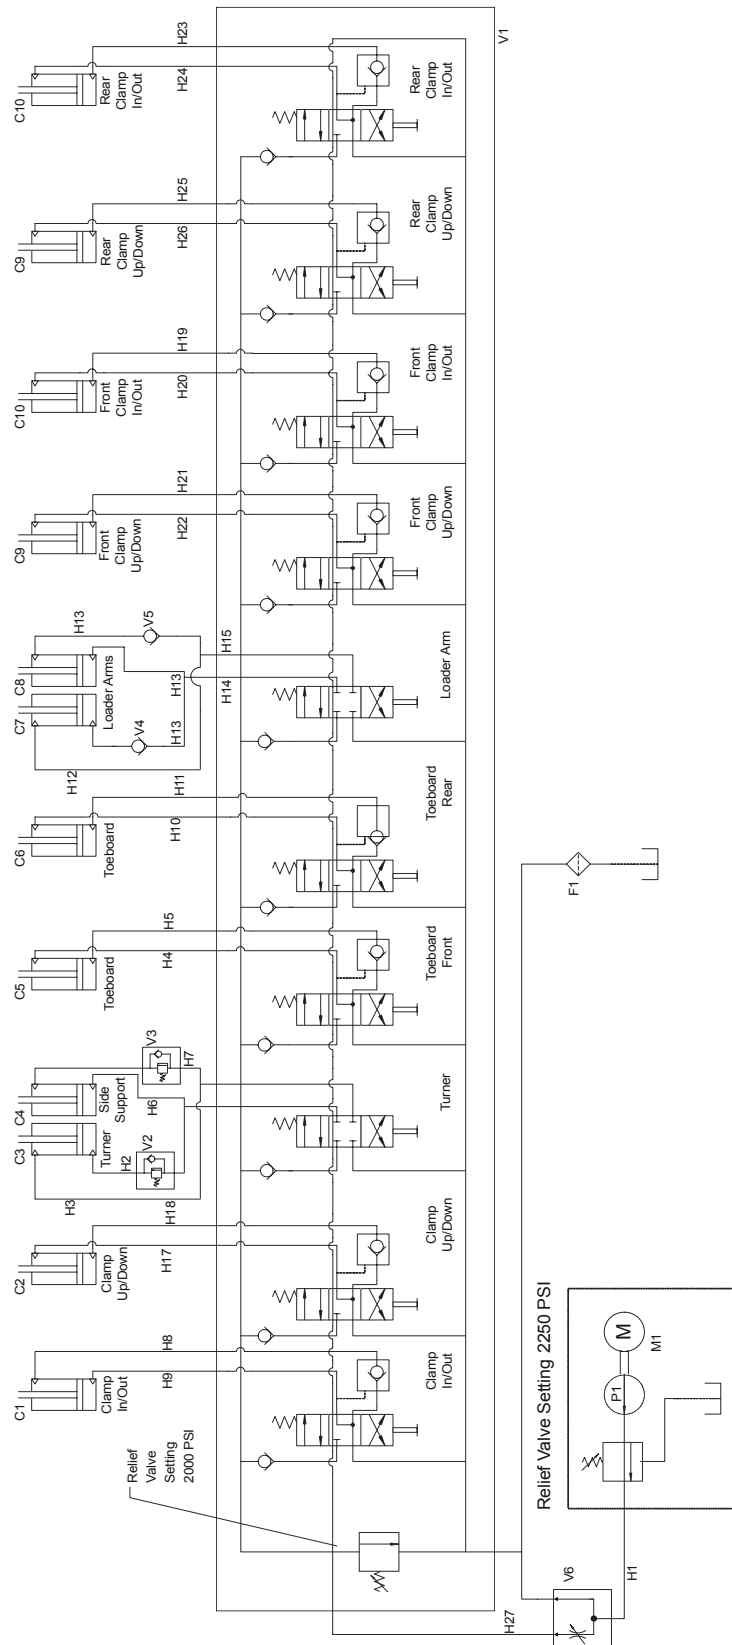 C10
Rear
Clamp
In/Out
H23
H24
Rear
Clamp
In/Out
V1
C9
Rear
Clamp
Up/Down
H25
H26
Rear
Clamp
Up/Down
C10
Front
Clamp
In/Out
H19
H20
Front
Clamp
In/Out
C9
Front
Clamp
Up/Down
H21
H22
Front
Clamp
Up/Down
C8
C7
Loader Arms
H13
V5
H13
V4
H13
H12
H15
H14
Loader Arm
C6
Toeboard
H11
H10
Toeboard
Rear
C5
Toeboard
H5
H4
Toeboard
Front
F1
C4
C3
Side
Support
Turner
V3
H7
H6
V2
H2
H3
H18
Turner
C2
Clamp
Up/Down
H17
Clamp
Up/Down
C1
Clamp
In/Out
H8
H9
Clamp
In/Out
Relief
Valve
Setting
2000 PSI
Relief Valve Setting 2250 PSI
M
M1
P1
V6
H1
H27